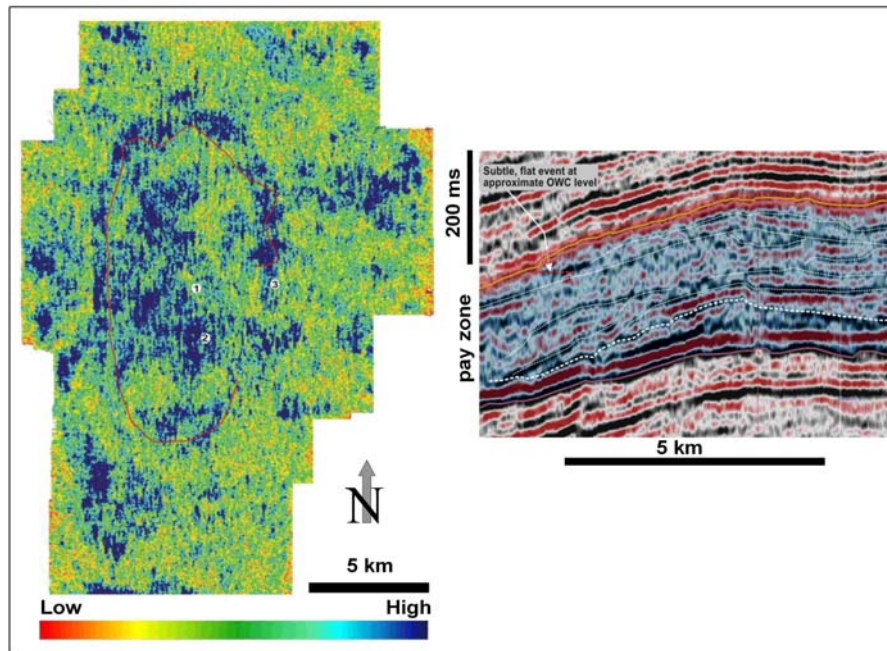 1
2
3
N
5 km
Low
High
Subtle, flat event at
approximate OWC level
200 ms
pay zone
5 km